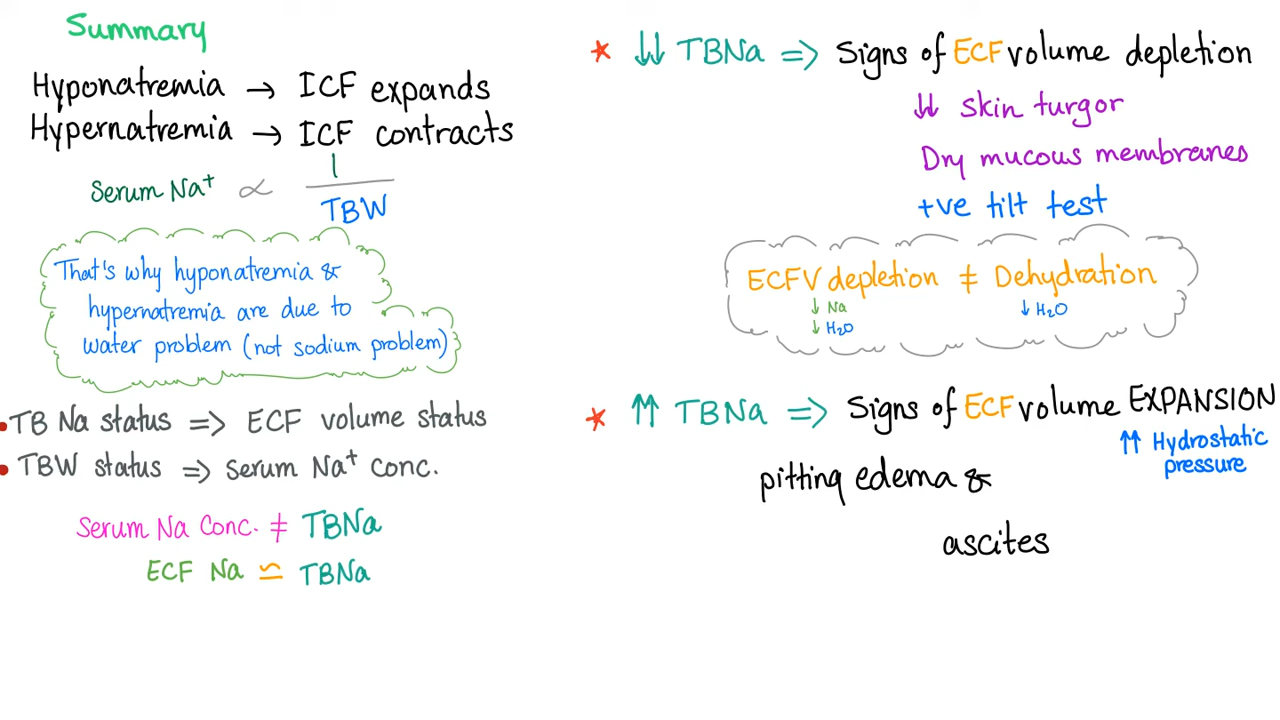 Summary
Hyponatremia → ICF expands
Hypernatremia → ICF contracts
Serum Na⁺ ∝ 1
TBW
That's why hyponatremia &
hypernatremia are due to
water problem (not sodium problem)
• TB Na status ⇒ ECF volume status
• TBW status ⇒ serum Na⁺ conc.
Serum Na Conc. ≠ TBNa
ECF Na ≃ TBNa
* ↓↓ TBNa ⇒ Signs of ECF volume depletion
↓↓ skin turgor
Dry mucous membranes
+ve tilt test
ECFV depletion ≠ Dehydration
↓ Na
↓ H₂O
↓ H₂O
* ↑↑ TBNa ⇒ Signs of ECF volume EXPANSION
↑↑ Hydrostatic
pressure
pitting edema &
ascites